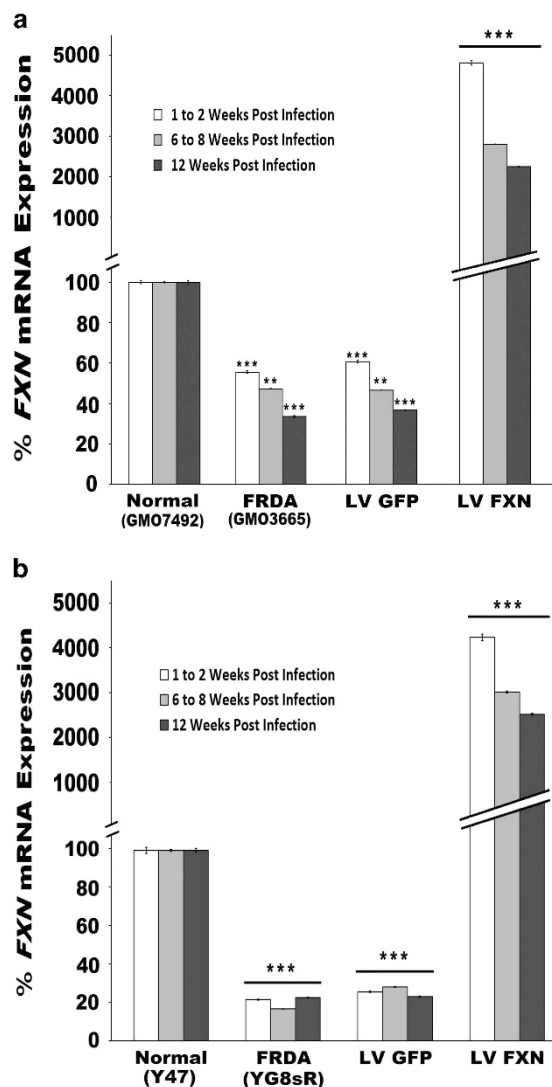 a
% FXN mRNA Expression
5000
4000
3000
2000
1000
100
80
60
40
20
0
1 to 2 Weeks Post Infection
6 to 8 Weeks Post Infection
12 Weeks Post Infection
***
***
**
***
***
**
***
Normal
(GMO7492)
FRDA
(GMO3665)
LV GFP
LV FXN
b
% FXN mRNA Expression
5000
4000
3000
2000
1000
100
80
60
40
20
0
1 to 2 Weeks Post Infection
6 to 8 Weeks Post Infection
12 Weeks Post Infection
***
***
***
Normal
(Y47)
FRDA
(YG8sR)
LV GFP
LV FXN